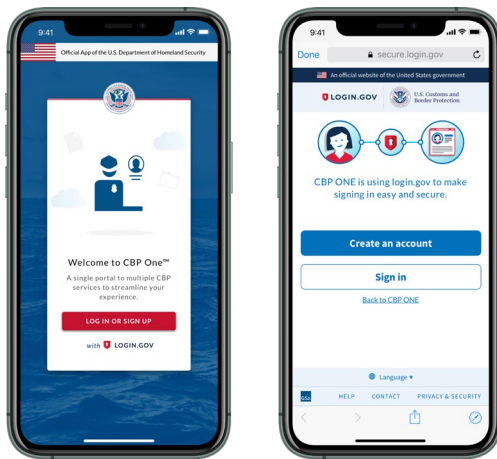 9:41
Official App of the U.S. Department of Homeland Security
Welcome to CBP One™
A single portal to multiple CBP
services to streamline your
experience.
LOG IN OR SIGN UP
with LOGIN.GOV
9:41
Done
secure.login.gov
An official website of the United States government
LOGIN.GOV
U.S. Customs and
Border Protection
CBP ONE is using login.gov to make
signing in easy and secure.
Create an account
Sign in
Back to CBP ONE
Language
GSA
HELP
CONTACT
PRIVACY & SECURITY